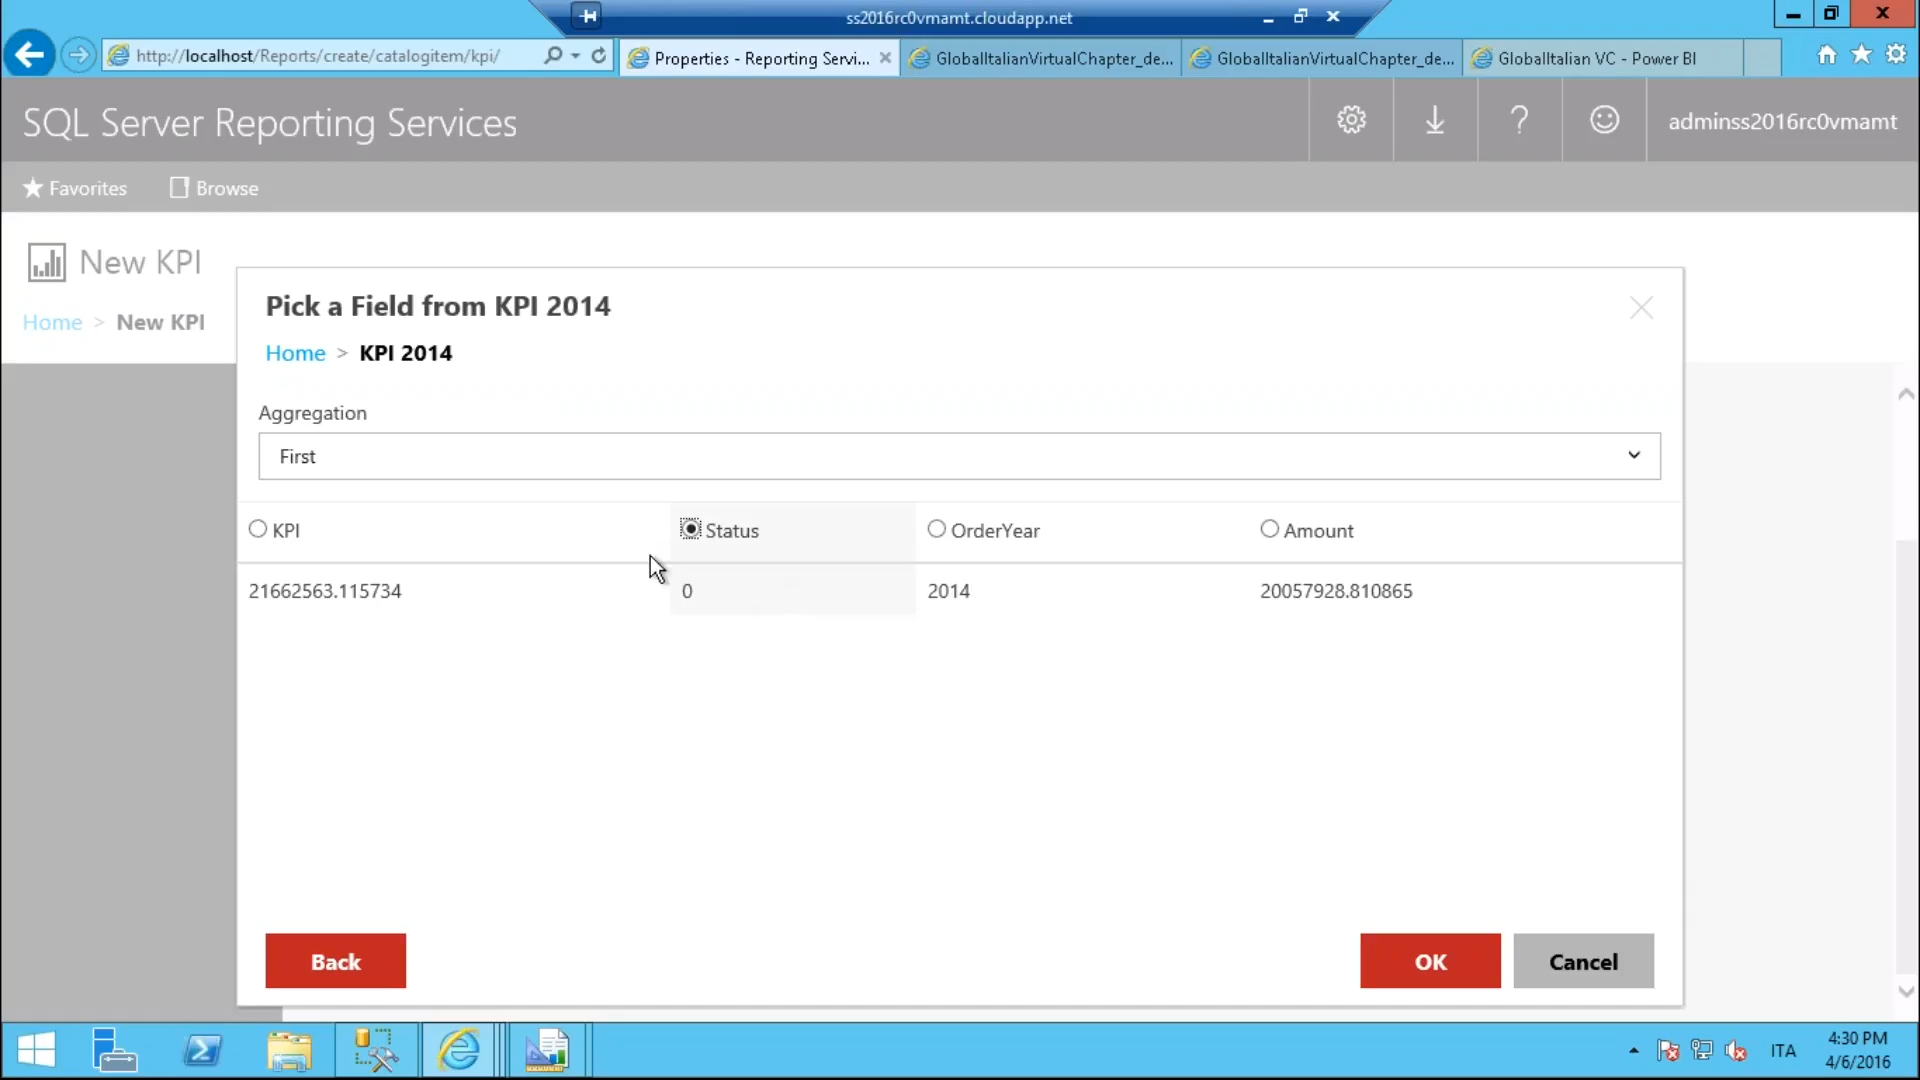 ss2016rc0vmamt.cloudapp.net
http://localhost/Reports/create/catalogitem/kpi/
Properties - Reporting Servi...
GlobalItalianVirtualChapter_de...
GlobalItalianVirtualChapter_de...
GlobalItalian VC - Power BI
SQL Server Reporting Services
?
adminss2016rc0vmamt
Favorites
Browse
New KPI
Home > New KPI
Pick a Field from KPI 2014
Home > KPI 2014
Aggregation
First
KPI Status OrderYear Amount
21662563.115734 0 2014 20057928.810865
Back
OK
Cancel
ITA
4:30 PM
4/6/2016